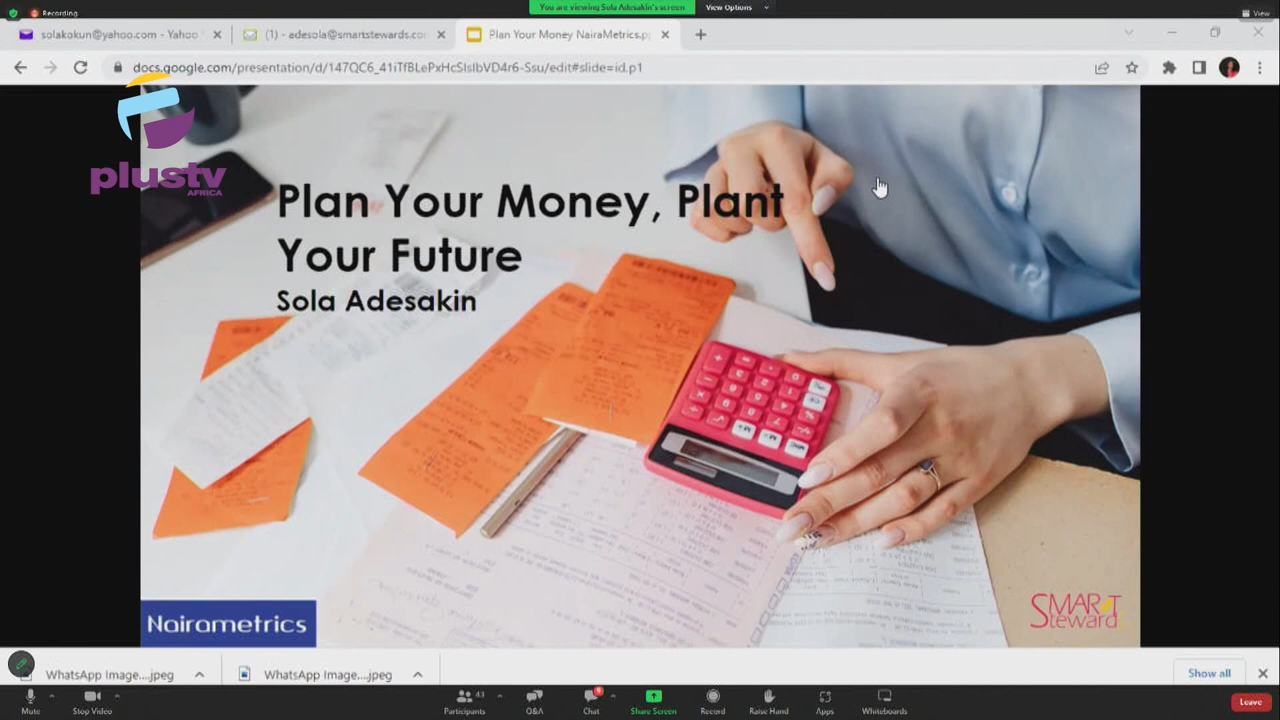 Recording
You are viewing Sola Adesakin's screen
View Options
View
solakokun@yahoo.com - Yahoo
(1) - adesola@smartstewards.co
Plan Your Money NairaMetrics.p
docs.google.com/presentation/d/147QC6_41iTfBLePxHcSIsIbVD4r6-Ssu/edit#slide=id.p1
plustv
AFRICA
Plan Your Money, Plant
Your Future
Sola Adesakin
Nairametrics
SMART
Steward
WhatsApp Image....jpeg
WhatsApp Image....jpeg
Show all
Mute
Stop Video
Participants
43
Q&A
Chat
Share Screen
Record
Raise Hand
Apps
Whiteboards
Leave